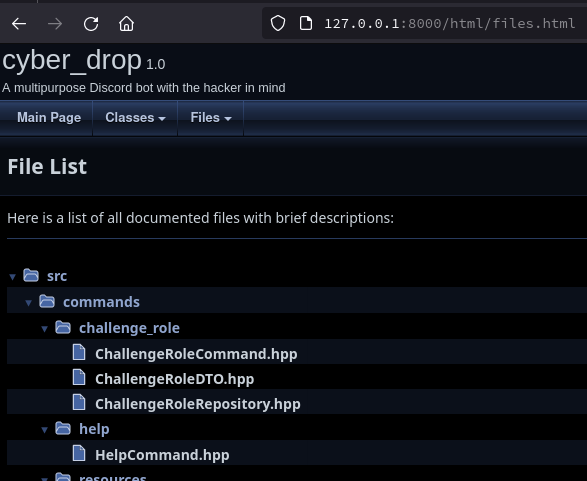 127.0.0.1:8000/html/files.html
cyber_drop 1.0
A multipurpose Discord bot with the hacker in mind
Main Page Classes Files
File List
Here is a list of all documented files with brief descriptions:
src
commands
challenge_role
ChallengeRoleCommand.hpp
ChallengeRoleDTO.hpp
ChallengeRoleRepository.hpp
help
HelpCommand.hpp
resources